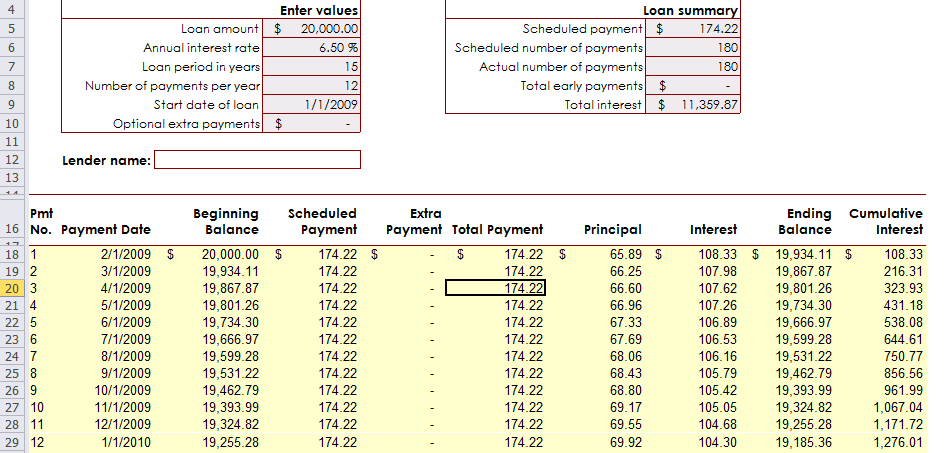 4 Enter values Loan summary
5 Loan amount $ 20,000.00 Scheduled payment $ 174.22
6 Annual interest rate 6.50 % Scheduled number of payments 180
7 Loan period in years 15 Actual number of payments 180
8 Number of payments per year 12 Total early payments $ -
9 Start date of loan 1/1/2009 Total interest $ 11,359.87
10 Optional extra payments $ -
11
12 Lender name:
13
Pmt Beginning Scheduled Extra Ending Cumulative
16 No. Payment Date Balance Payment Payment Total Payment Principal Interest Balance Interest
18 1 2/1/2009 $ 20,000.00 $ 174.22 $ - $ 174.22 $ 65.89 $ 108.33 $ 19,934.11 $ 108.33
19 2 3/1/2009 19,934.11 174.22 - 174.22 66.25 107.98 19,867.87 216.31
20 3 4/1/2009 19,867.87 174.22 - 174.22 66.60 107.62 19,801.26 323.93
21 4 5/1/2009 19,801.26 174.22 - 174.22 66.96 107.26 19,734.30 431.18
22 5 6/1/2009 19,734.30 174.22 - 174.22 67.33 106.89 19,666.97 538.08
23 6 7/1/2009 19,666.97 174.22 - 174.22 67.69 106.53 19,599.28 644.61
24 7 8/1/2009 19,599.28 174.22 - 174.22 68.06 106.16 19,531.22 750.77
25 8 9/1/2009 19,531.22 174.22 - 174.22 68.43 105.79 19,462.79 856.56
26 9 10/1/2009 19,462.79 174.22 - 174.22 68.80 105.42 19,393.99 961.99
27 10 11/1/2009 19,393.99 174.22 - 174.22 69.17 105.05 19,324.82 1,067.04
28 11 12/1/2009 19,324.82 174.22 - 174.22 69.55 104.68 19,255.28 1,171.72
29 12 1/1/2010 19,255.28 174.22 - 174.22 69.92 104.30 19,185.36 1,276.01